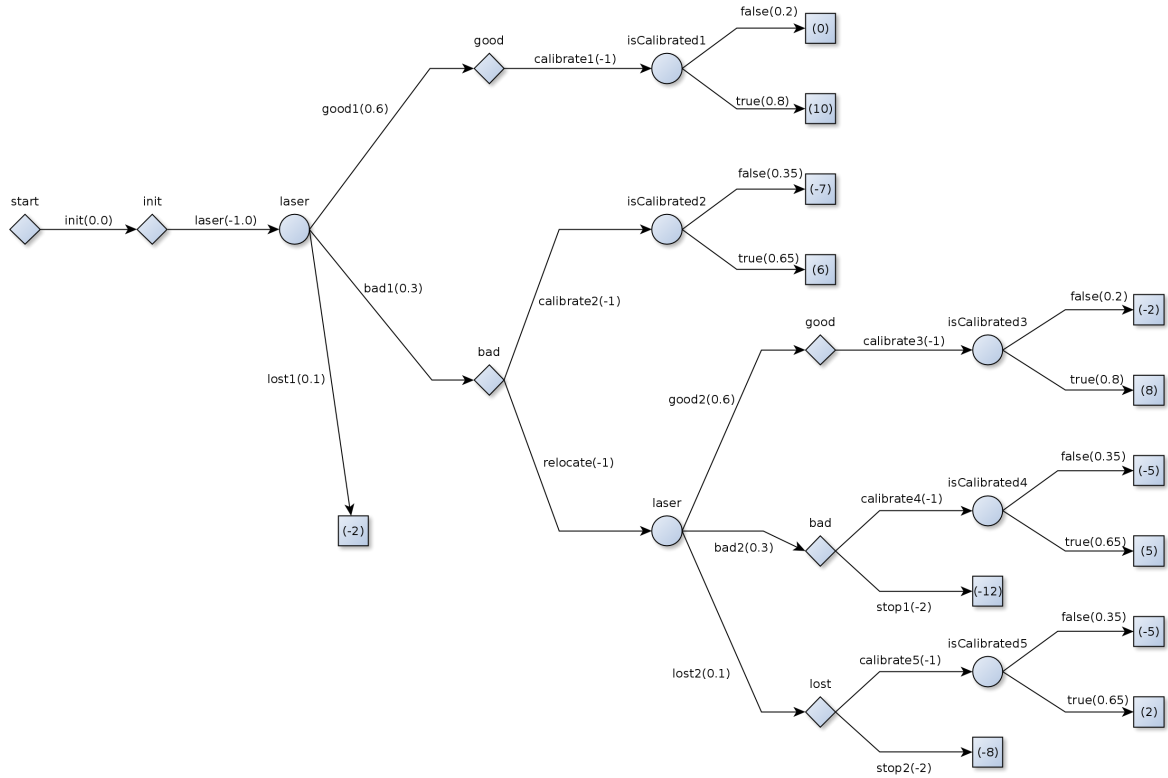 false(0.2)
(0)
good
isCalibrated1
calibrate1(-1)
true(0.8)
(10)
good1(0.6)
false(0.35)
(-7)
start
init
laser
isCalibrated2
init(0.0)
laser(-1.0)
true(0.65)
(6)
bad1(0.3)
calibrate2(-1)
false(0.2)
(-2)
good
isCalibrated3
calibrate3(-1)
bad
lost1(0.1)
true(0.8)
(8)
good2(0.6)
relocate(-1)
false(0.35)
(-5)
isCalibrated4
calibrate4(-1)
laser
bad
(-2)
bad2(0.3)
true(0.65)
(5)
(-12)
stop1(-2)
false(0.35)
(-5)
isCalibrated5
calibrate5(-1)
lost2(0.1)
lost
true(0.65)
(2)
(-8)
stop2(-2)